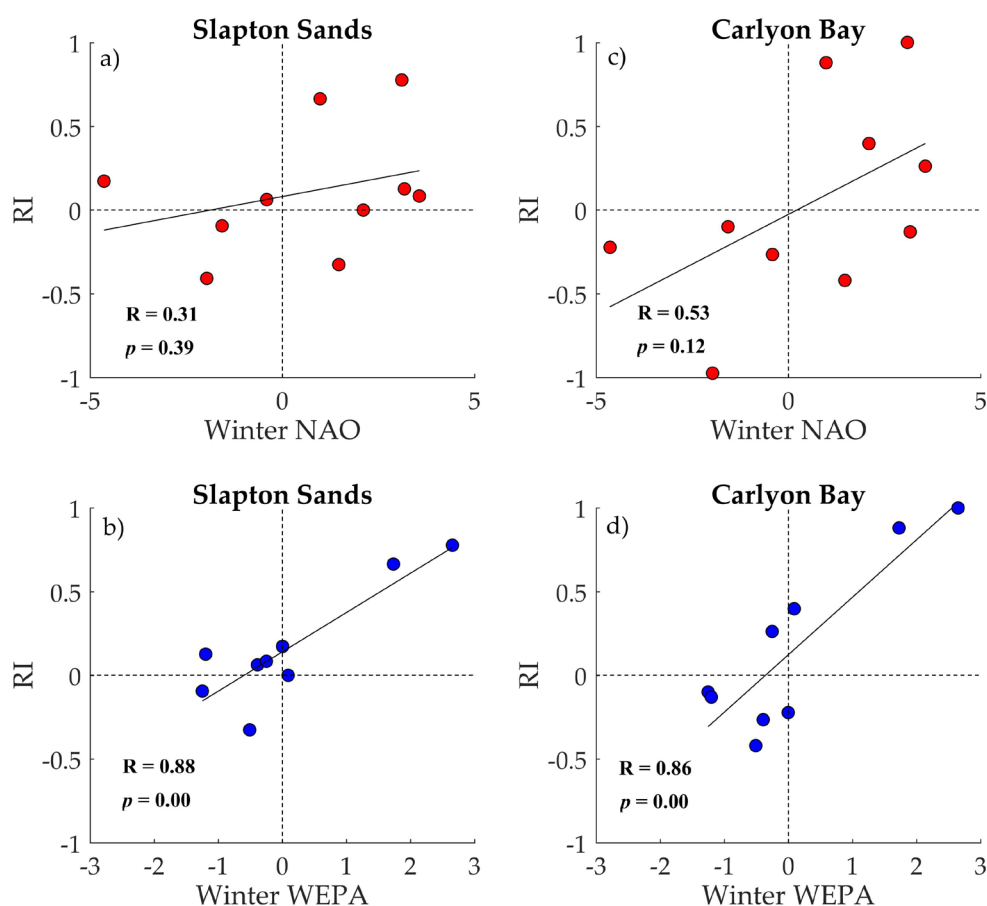 Slapton Sands
a)
1
0.5
0
-0.5
-1
RI
R = 0.31
p = 0.39
-5
0
5
Winter NAO
Carlyon Bay
c)
1
0.5
0
-0.5
-1
RI
R = 0.53
p = 0.12
-5
0
5
Winter NAO
Slapton Sands
b)
1
0.5
0
-0.5
-1
RI
R = 0.88
p = 0.00
-3
-2
-1
0
1
2
3
Winter WEPA
Carlyon Bay
d)
1
0.5
0
-0.5
-1
RI
R = 0.86
p = 0.00
-3
-2
-1
0
1
2
3
Winter WEPA